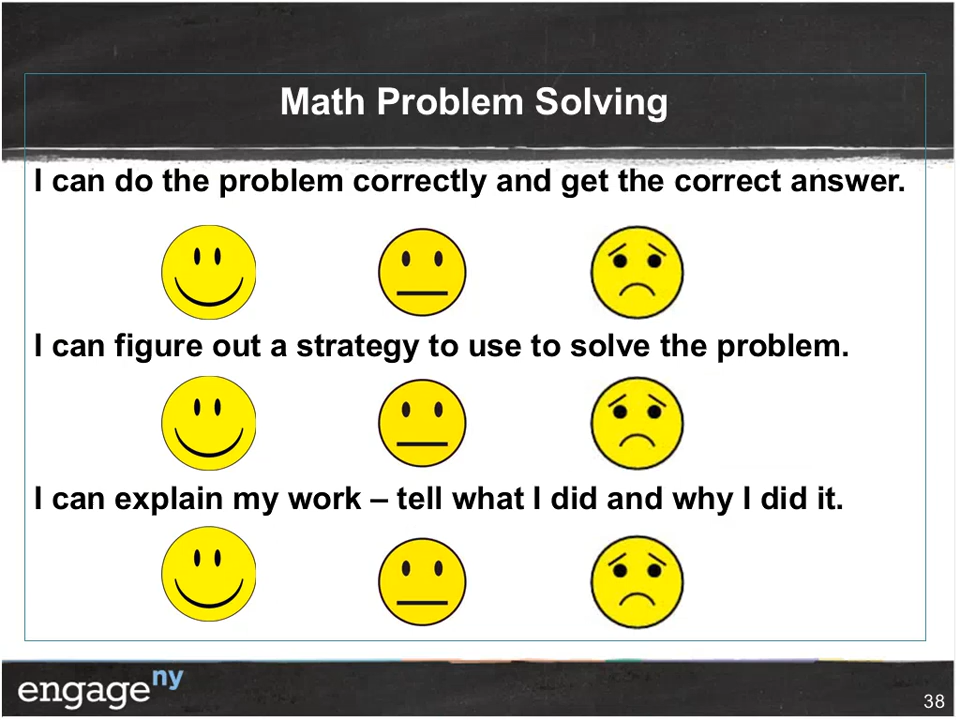 Math Problem Solving
I can do the problem correctly and get the correct answer.
I can figure out a strategy to use to solve the problem.
I can explain my work – tell what I did and why I did it.
engageny
38